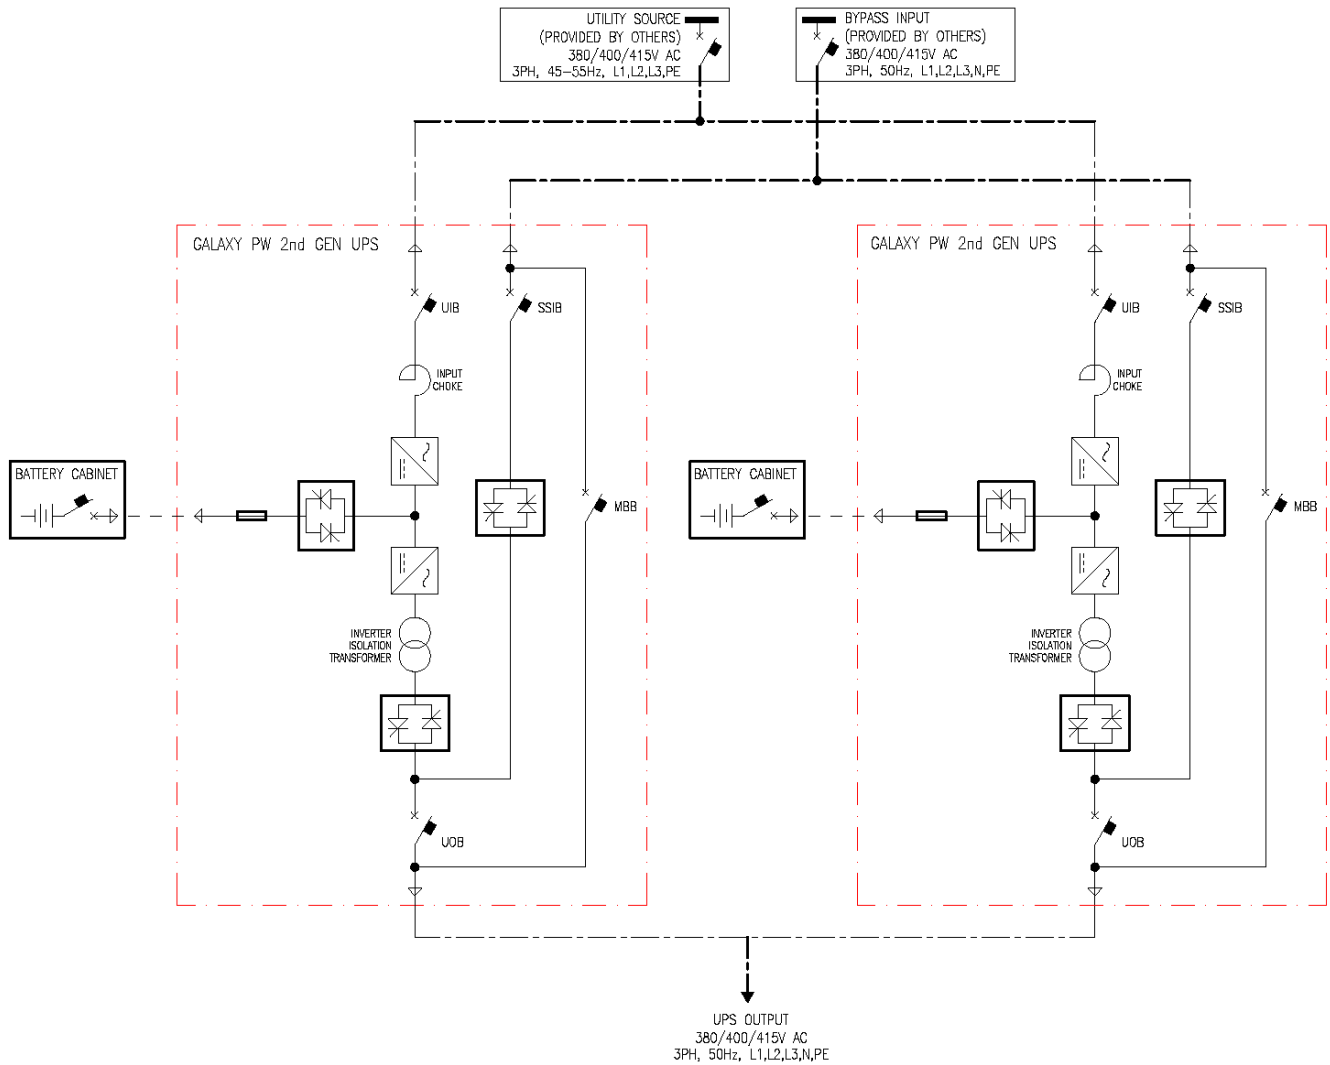 UTILITY SOURCE
(PROVIDED BY OTHERS)
380/400/415V AC
3PH, 45-55Hz, L1,L2,L3,PE
BYPASS INPUT
(PROVIDED BY OTHERS)
380/400/415V AC
3PH, 50Hz, L1,L2,L3,N,PE
GALAXY PW 2nd GEN UPS
UIB
SSIB
INPUT
CHOKE
BATTERY CABINET
MBB
INVERTER
ISOLATION
TRANSFORMER
UOB
GALAXY PW 2nd GEN UPS
UIB
SSIB
INPUT
CHOKE
BATTERY CABINET
MBB
INVERTER
ISOLATION
TRANSFORMER
UOB
UPS OUTPUT
380/400/415V AC
3PH, 50Hz, L1,L2,L3,N,PE